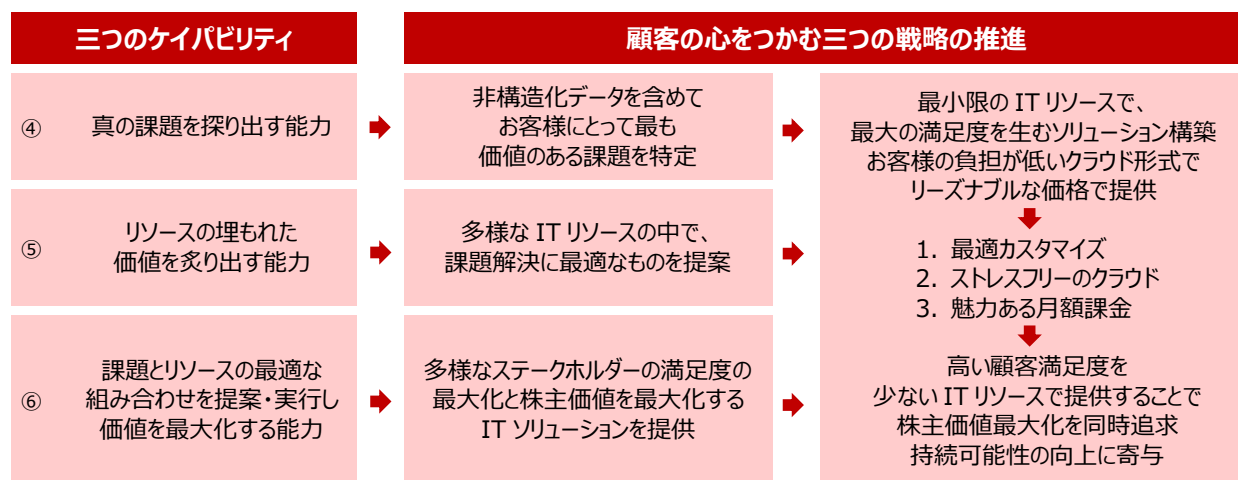 三つのケイパビリティ
顧客の心をつかむ三つの戦略の推進
④
真の課題を探り出す能力
非構造化データを含めて
お客様にとって最も
価値のある課題を特定
⑤
リソースの埋もれた
価値を炙り出す能力
多様な IT リソースの中で、
課題解決に最適なものを提案
⑥
課題とリソースの最適な
組み合わせを提案・実行し
価値を最大化する能力
多様なステークホルダーの満足度の
最大化と株主価値を最大化する
IT ソリューションを提供
最小限の IT リソースで、
最大の満足度を生むソリューション構築
お客様の負担が低いクラウド形式で
リーズナブルな価格で提供
1. 最適カスタマイズ
2. ストレスフリーのクラウド
3. 魅力ある月額課金
高い顧客満足度を
少ない IT リソースで提供することで
株主価値最大化を同時追求
持続可能性の向上に寄与